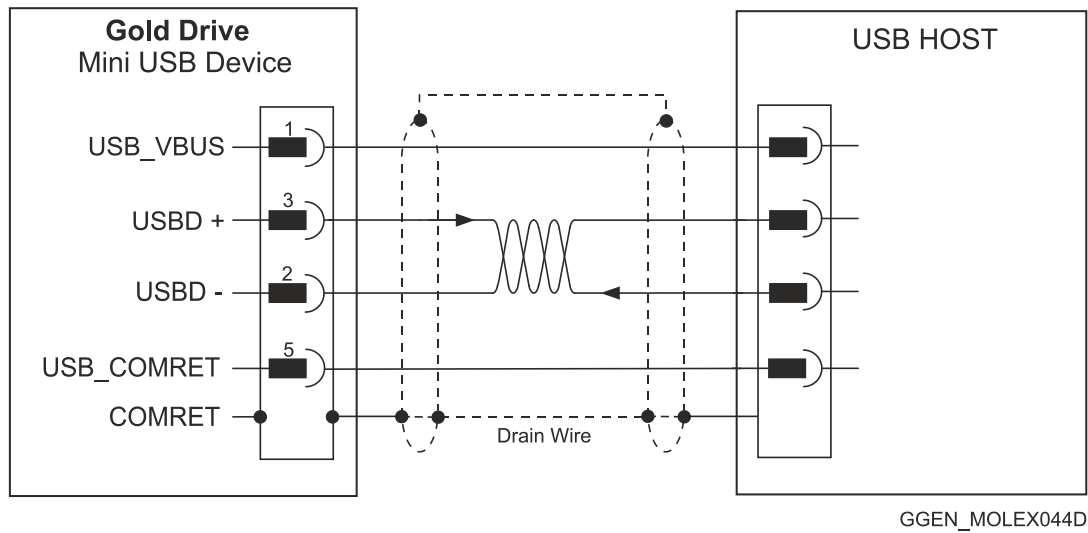 Gold Drive
Mini USB Device
USB HOST
USB_VBUS
1
USBD +
3
USBD -
2
USB_COMRET
5
COMRET
Drain Wire
GGEN_MOLEX044D